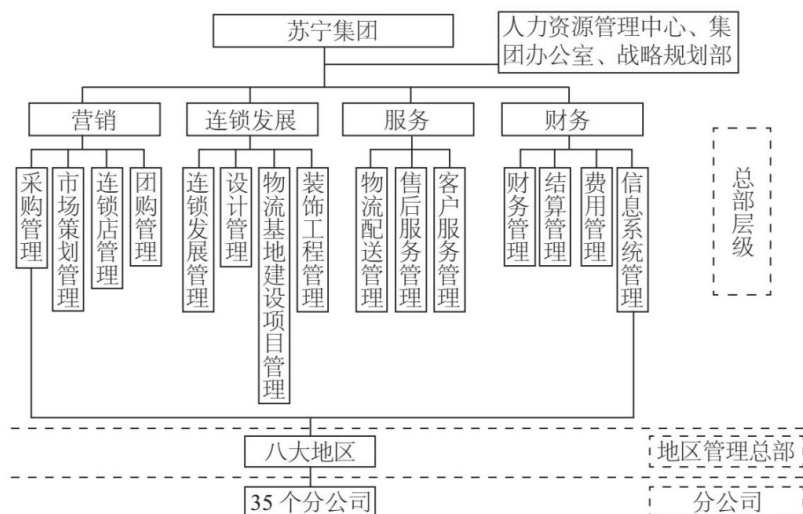 苏宁集团
人力资源管理中心、集
团办公室、战略规划部
营销
连锁发展
服务
财务
采购管理
市场策划管理
连锁店管理
团购管理
连锁发展管理
设计管理
物流基地建设项目管理
装饰工程管理
物流配送管理
售后服务管理
客户服务管理
财务管理
结算管理
费用管理
信息系统管理
总部层级
八大地区
地区管理总部
35 个分公司
分公司